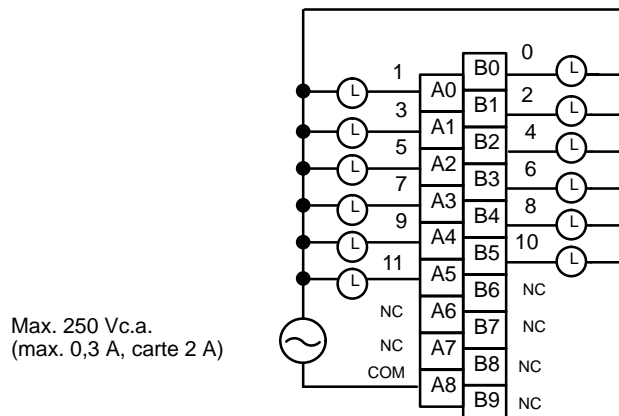 0
B0
L
1
L
A0
2
B1
L
3
L
A1
4
B2
L
5
L
A2
6
B3
L
7
L
A3
8
B4
L
9
L
A4
10
B5
L
11
L
A5
B6
NC
NC
A6
B7
NC
NC
A7
B8
NC
COM
A8
B9
NC
Max. 250 Vc.a.
(max. 0,3 A, carte 2 A)